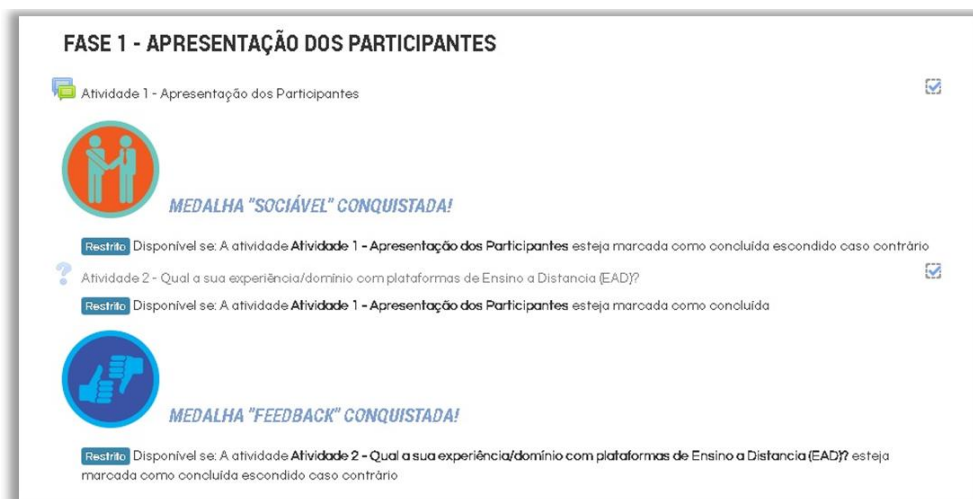 FASE 1 - APRESENTAÇÃO DOS PARTICIPANTES
Atividade 1 - Apresentação dos Participantes
MEDALHA "SOCIÁVEL" CONQUISTADA!
Restrito Disponível se: A atividade Atividade 1 - Apresentação dos Participantes esteja marcada como concluída escondido caso contrário
Atividade 2 - Qual a sua experiência/domínio com plataformas de Ensino a Distancia (EAD)?
Restrito Disponível se: A atividade Atividade 1 - Apresentação dos Participantes esteja marcada como concluída
MEDALHA "FEEDBACK" CONQUISTADA!
Restrito Disponível se: A atividade Atividade 2 - Qual a sua experiência/domínio com plataformas de Ensino a Distancia (EAD)? esteja
marcada como concluída escondido caso contrário